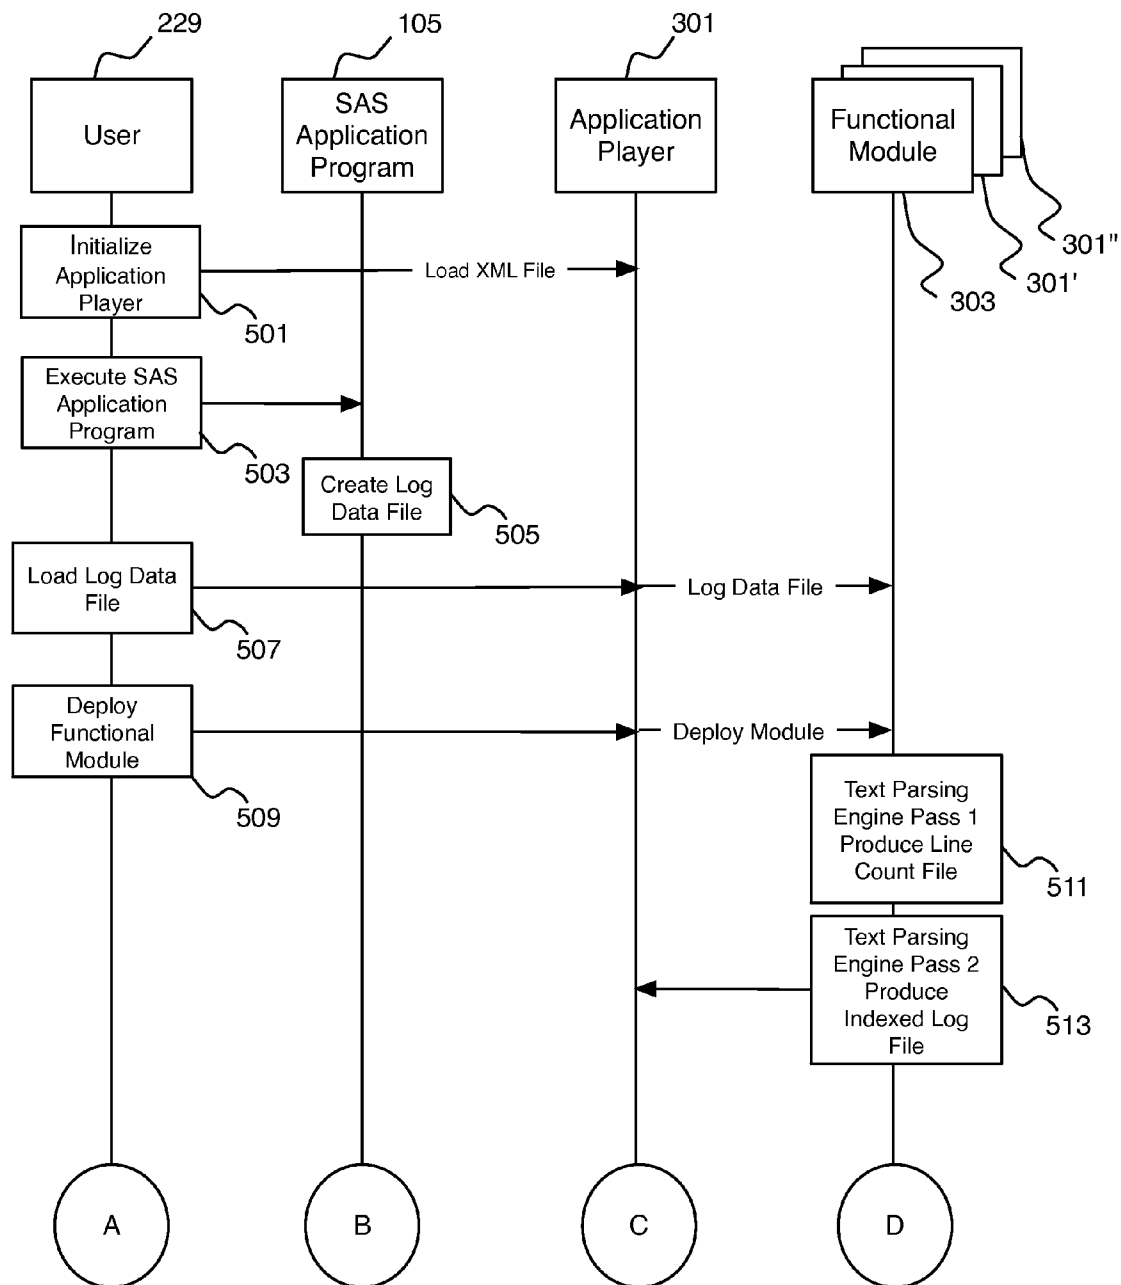 229
105
301
User
SAS
Application
Program
Application
Player
Functional
Module
301"
301'
303
Initialize
Application
Player
Load XML File
501
Execute SAS
Application
Program
503
Create Log
Data File
505
Load Log Data
File
Log Data File
507
Deploy
Functional
Module
Deploy Module
509
Text Parsing
Engine Pass 1
Produce Line
Count File
511
Text Parsing
Engine Pass 2
Produce
Indexed Log
File
513
A
B
C
D